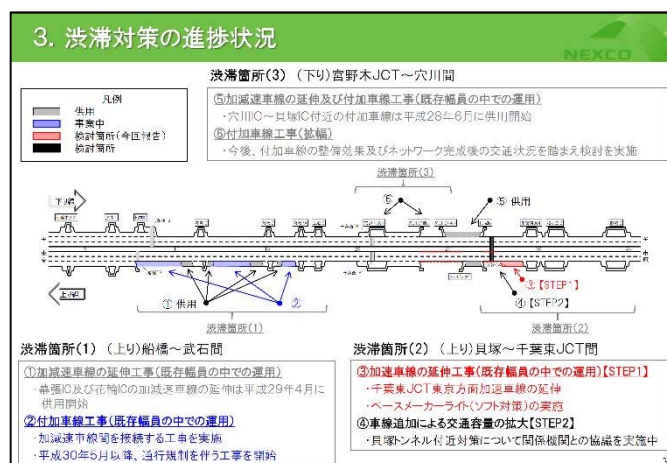 3. 渋滞対策の進捗状況
NEXCO
渋滞箇所(3) (下り)宮野木JCT~穴川間
凡例
供用
事業中
検討箇所(今回報告)
検討箇所
⑤加減速車線の延伸及び付加車線工事(既存幅員の中での運用)
・穴川IC~貝塚IC付近の付加車線は平成28年6月に供用開始
⑥付加車線工事(拡幅)
・今後、付加車線の整備効果及びネットワーク完成後の交通状況を踏まえ検討を実施
渋滞箇所(3)
下り線
⑥
⑤ 供用
上り線
① 供用
②
③【STEP1】
④【STEP2】
渋滞箇所(1)
渋滞箇所(2)
渋滞箇所(1) (上り)船橋~武石間
①加減速車線の延伸工事(既存幅員の中での運用)
・幕張IC及び花輪ICの加減速車線の延伸は平成29年4月に
供用開始
②付加車線工事(既存幅員の中での運用)
・加減速車線間を接続する工事を実施
・平成30年5月以降、通行規制を伴う工事を開始
渋滞箇所(2) (上り)貝塚~千葉東JCT間
③加速車線の延伸工事(既存幅員の中での運用)【STEP1】
・千葉東JCT東京方面加速車線の延伸
・ペースメーカーライト(ソフト対策)の実施
④車線追加による交通容量の拡大【STEP2】
・貝塚トンネル付近対策について関係機関との協議を実施中